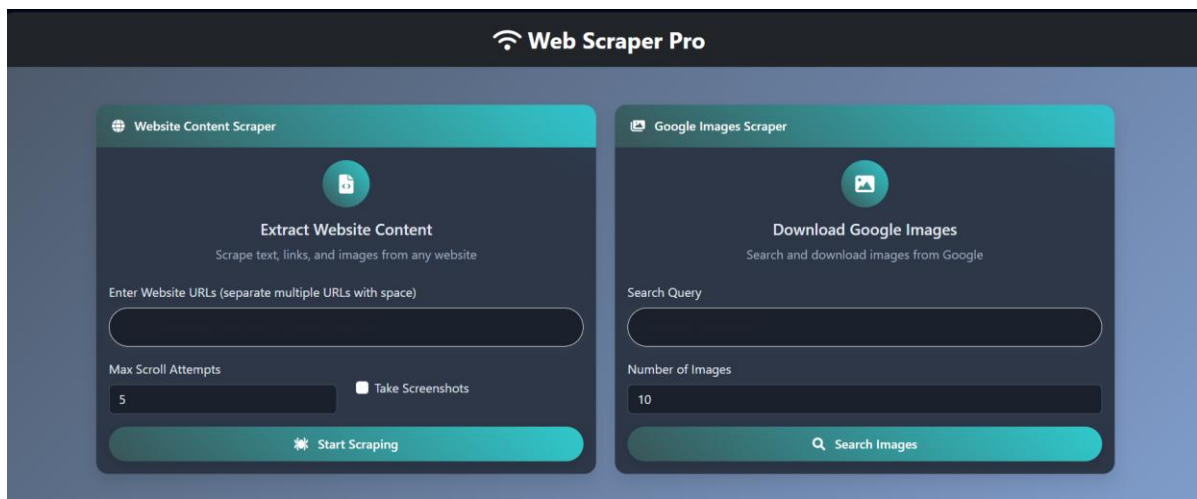 Web Scraper Pro
Website Content Scraper
Extract Website Content
Scrape text, links, and images from any website
Enter Website URLs (separate multiple URLs with space)
Max Scroll Attempts
5
Take Screenshots
Start Scraping
Google Images Scraper
Download Google Images
Search and download images from Google
Search Query
Number of Images
10
Search Images